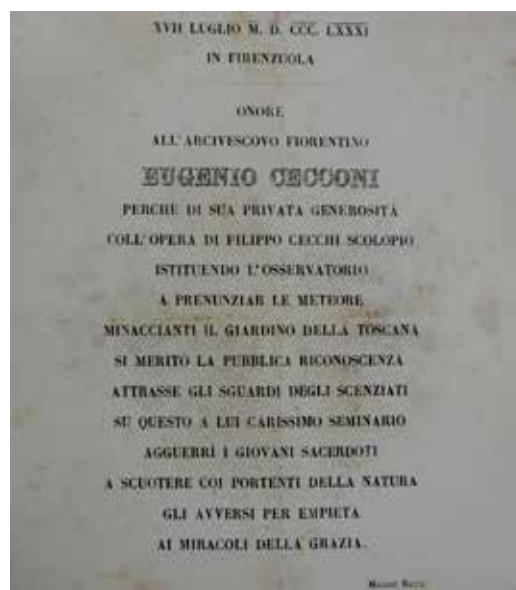 XVII LUGLIO M. D. CCC. LXXXI
IN FIRENZUOLA
ONORE
ALL'ARCIVESCOVO FIORENTINO
EUGENIO CECCONI
PERCHÈ DI SUA PRIVATA GENEROSITÀ
COLL'OPERA DI FILIPPO CECCHI SCOLOPIO
ISTITUENDO L'OSSERVATORIO
A PRENUNZIAR LE METEORE
MINACCIANTI IL GIARDINO DELLA TOSCANA
SI MERITÒ LA PUBBLICA RICONOSCENZA
ATTRASSE GLI SGUARDI DEGLI SCENZIATI
SU QUESTO A LUI CARISSIMO SEMINARIO
AGGUERRÌ I GIOVANI SACERDOTI
A SCUOTERE COI PORTENTI DELLA NATURA
GLI AVVERSI PER EMPIETÀ
AI MIRACOLI DELLA GRAZIA.